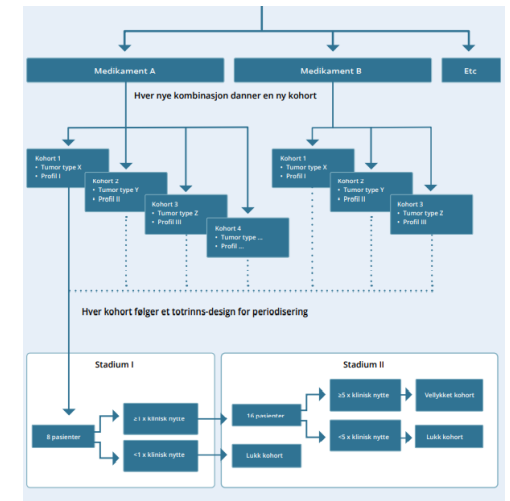 Medikament A
Medikament B
Etc
Hver nye kombinasjon danner en ny kohort
Kohort 1
• Tumor type X
• Profil I
Kohort 2
• Tumor type Y
• Profil II
Kohort 3
• Tumor type Z
• Profil III
Kohort 4
• Tumor type ...
• Profil ...
Kohort 1
• Tumor type X
• Profil I
Kohort 2
• Tumor type Y
• Profil II
Kohort 3
• Tumor type Z
• Profil III
Hver kohort følger et totrinns-design for periodisering
Stadium I
8 pasienter
≥1 x klinisk nytte
<1 x klinisk nytte
Stadium II
16 pasienter
Lukk kohort
≥5 x klinisk nytte
<5 x klinisk nytte
Vellykket kohort
Lukk kohort